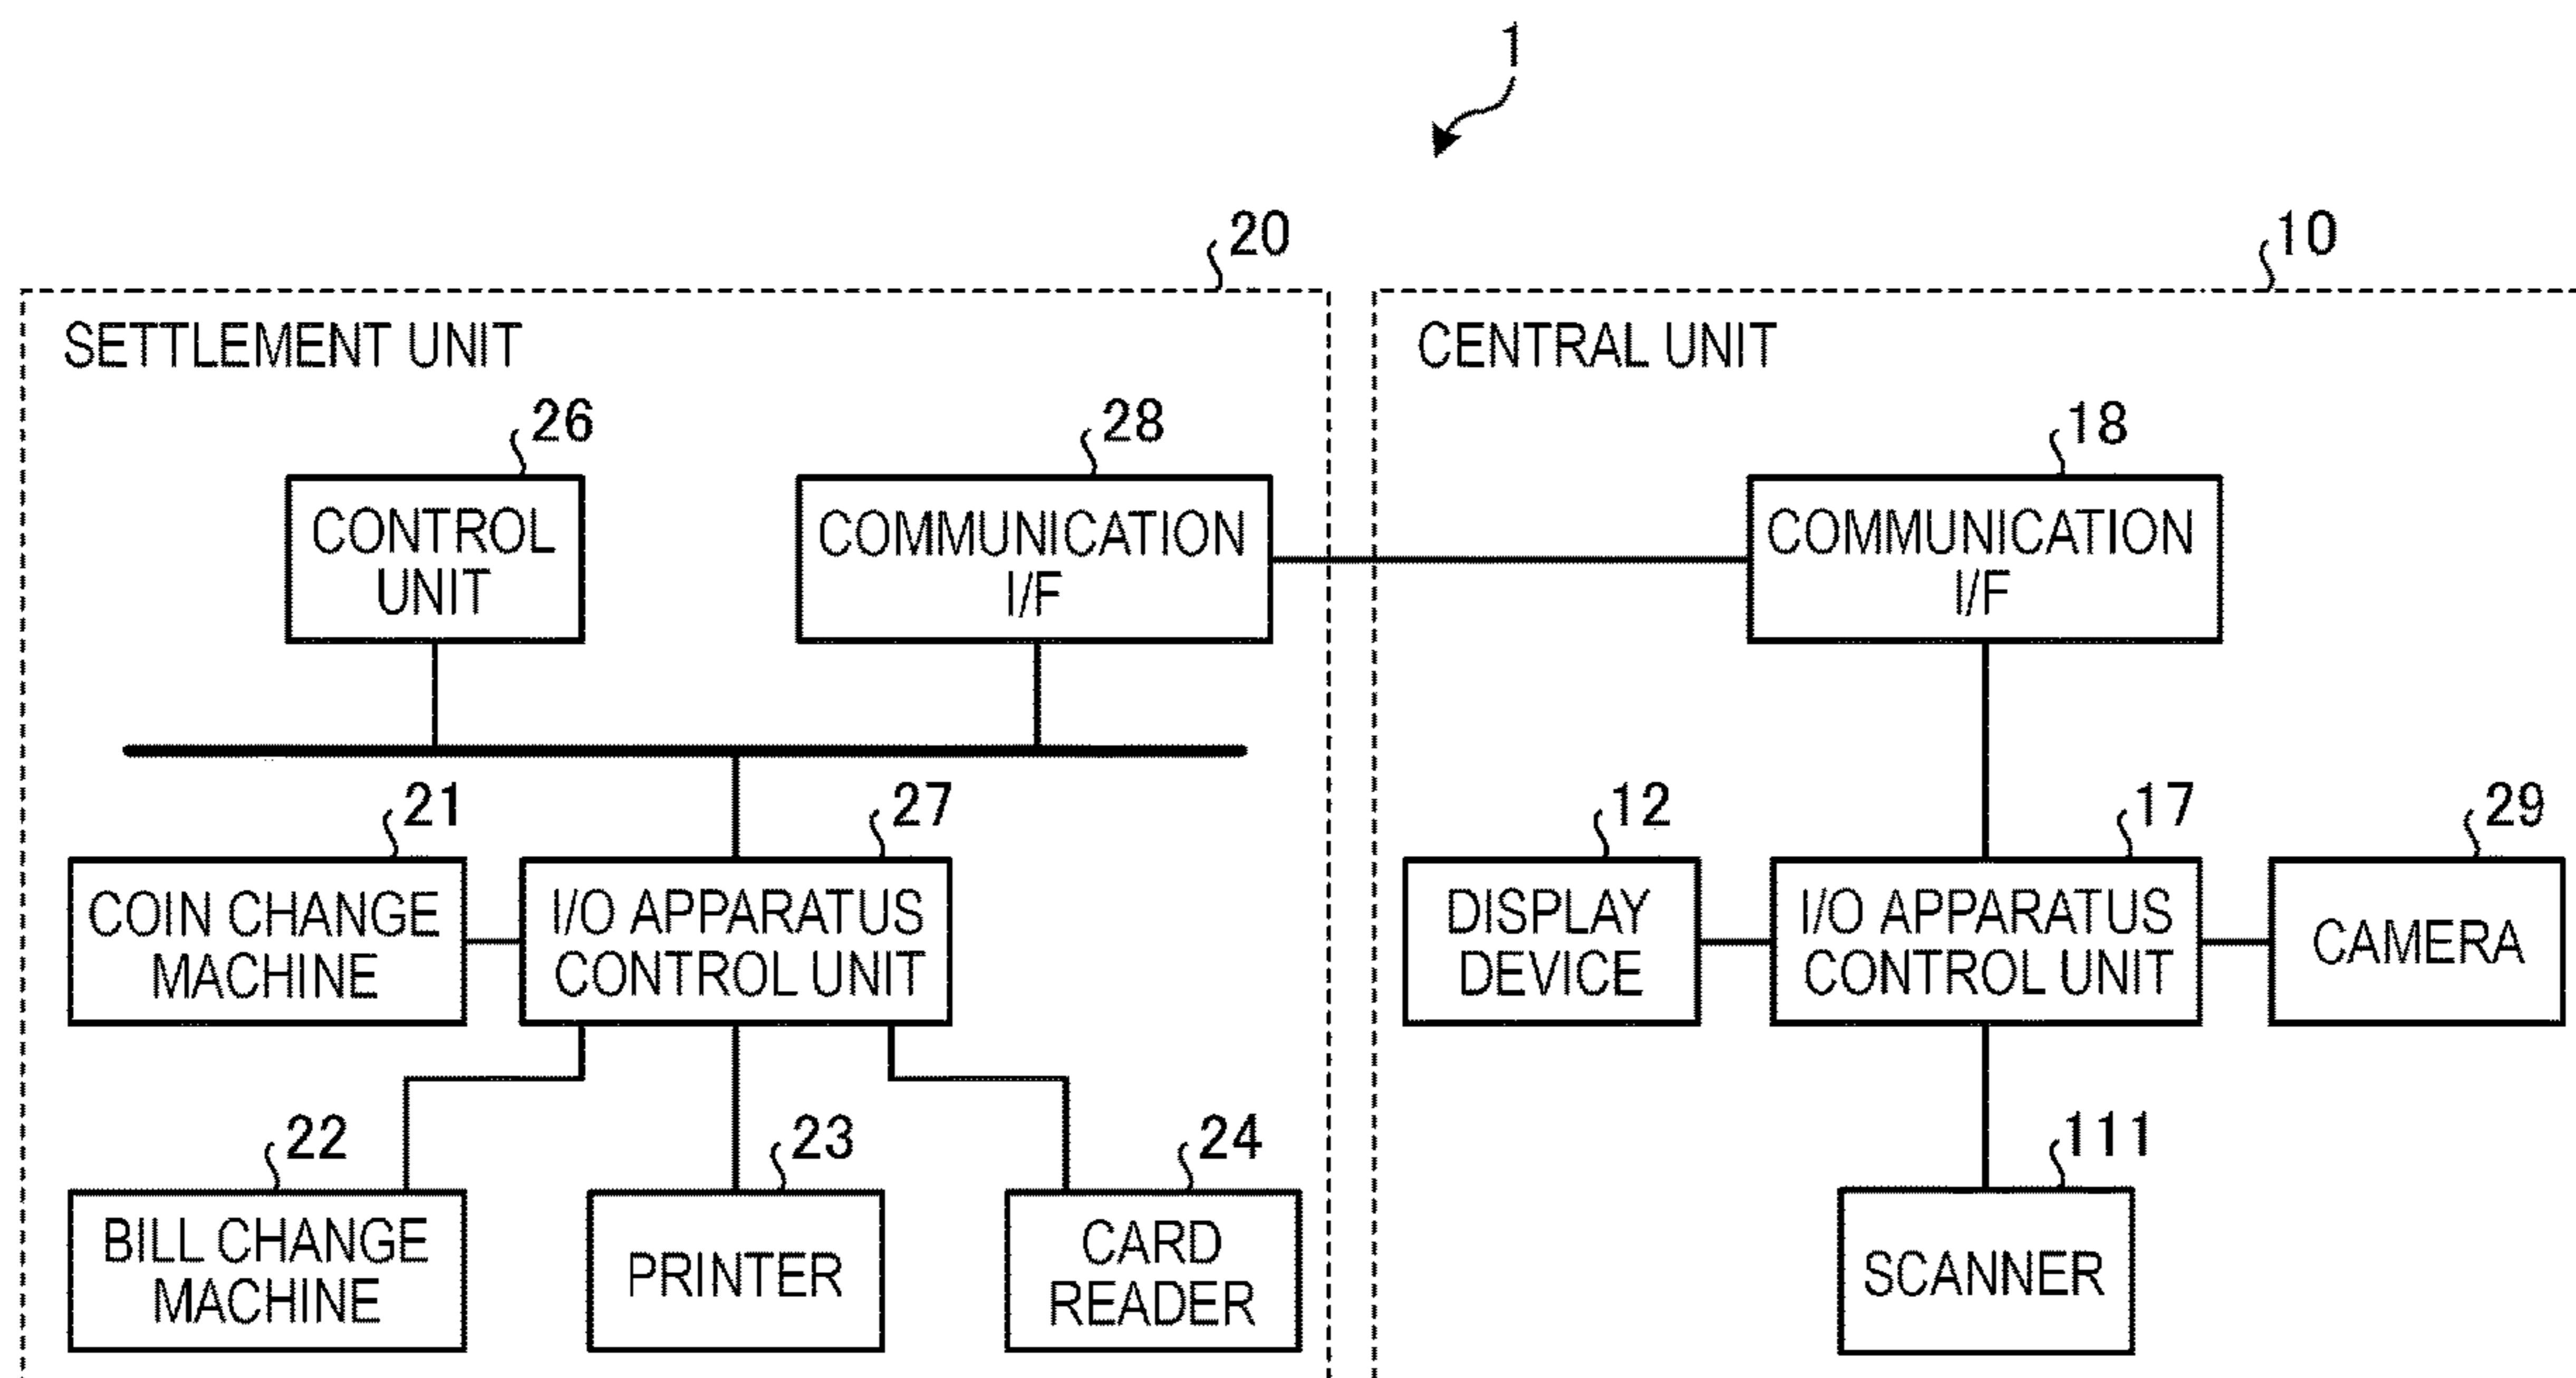 1
20
10
SETTLEMENT UNIT
CENTRAL UNIT
26
28
18
CONTROL
UNIT
COMMUNICATION
I/F
COMMUNICATION
I/F
21
27
12
17
29
COIN CHANGE
MACHINE
I/O APPARATUS
CONTROL UNIT
DISPLAY
DEVICE
I/O APPARATUS
CONTROL UNIT
CAMERA
22
23
24
111
BILL CHANGE
MACHINE
PRINTER
CARD
READER
SCANNER